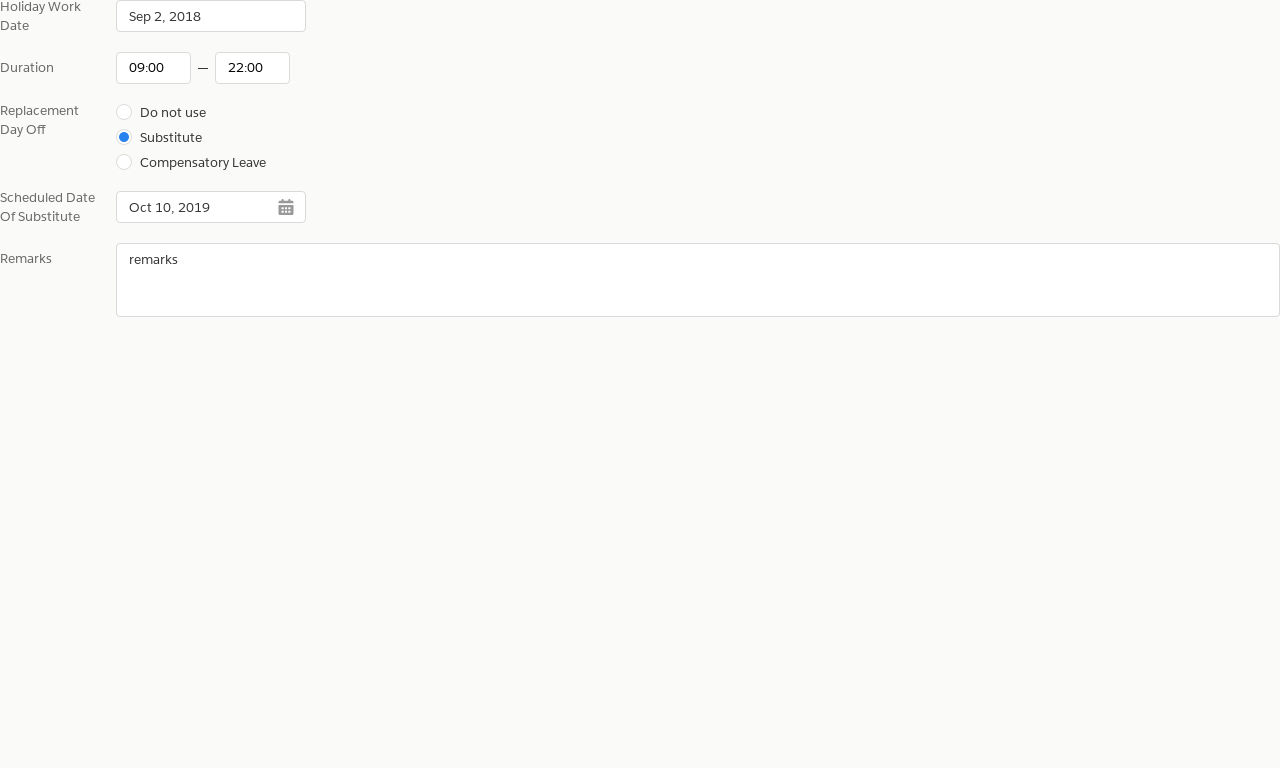 Holiday Work
Date
Sep 2, 2018
Duration
09:00 — 22:00
Replacement
Day Off
Do not use
Substitute
Compensatory Leave
Scheduled Date
Of Substitute
Oct 10, 2019
Remarks
remarks